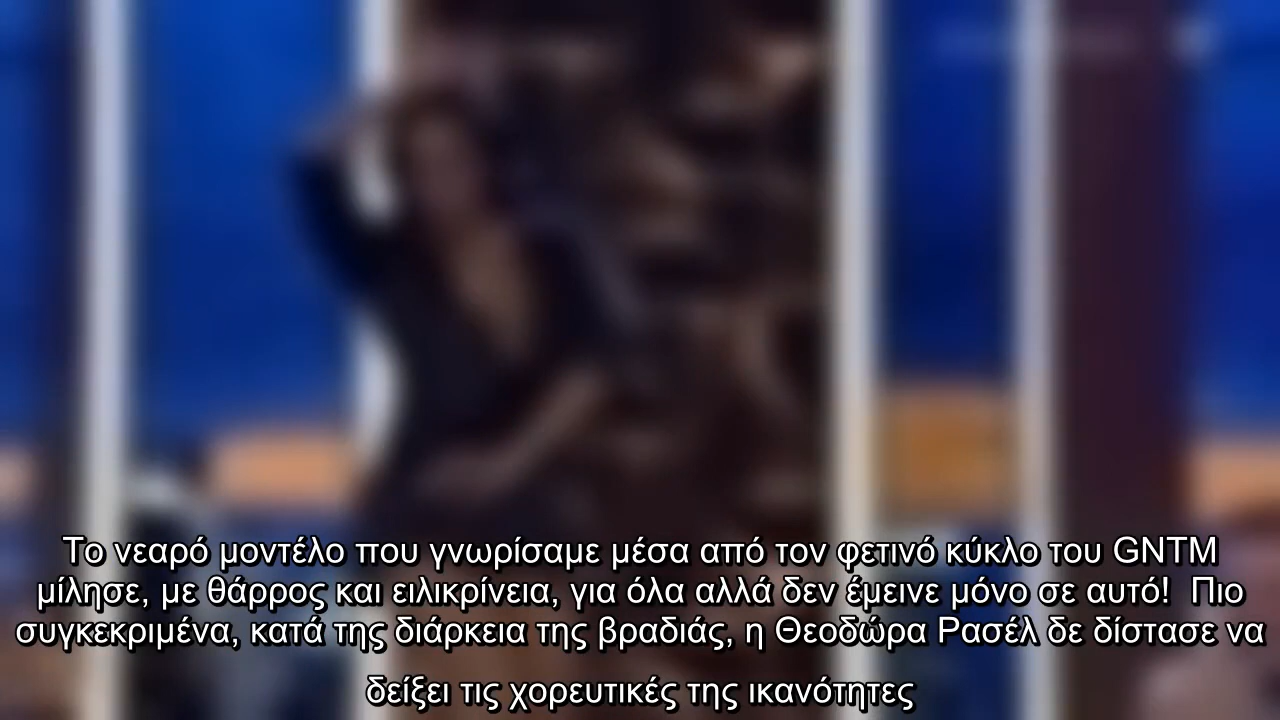 Το νεαρό μοντέλο που γνωρίσαμε μέσα από τον φετινό κύκλο του GNTM
μίλησε, με θάρρος και ειλικρίνεια, για όλα αλλά δεν έμεινε μόνο σε αυτό!  Πιο
συγκεκριμένα, κατά της διάρκεια της βραδιάς, η Θεοδώρα Ρασέλ δε δίστασε να
δείξει τις χορευτικές της ικανότητες